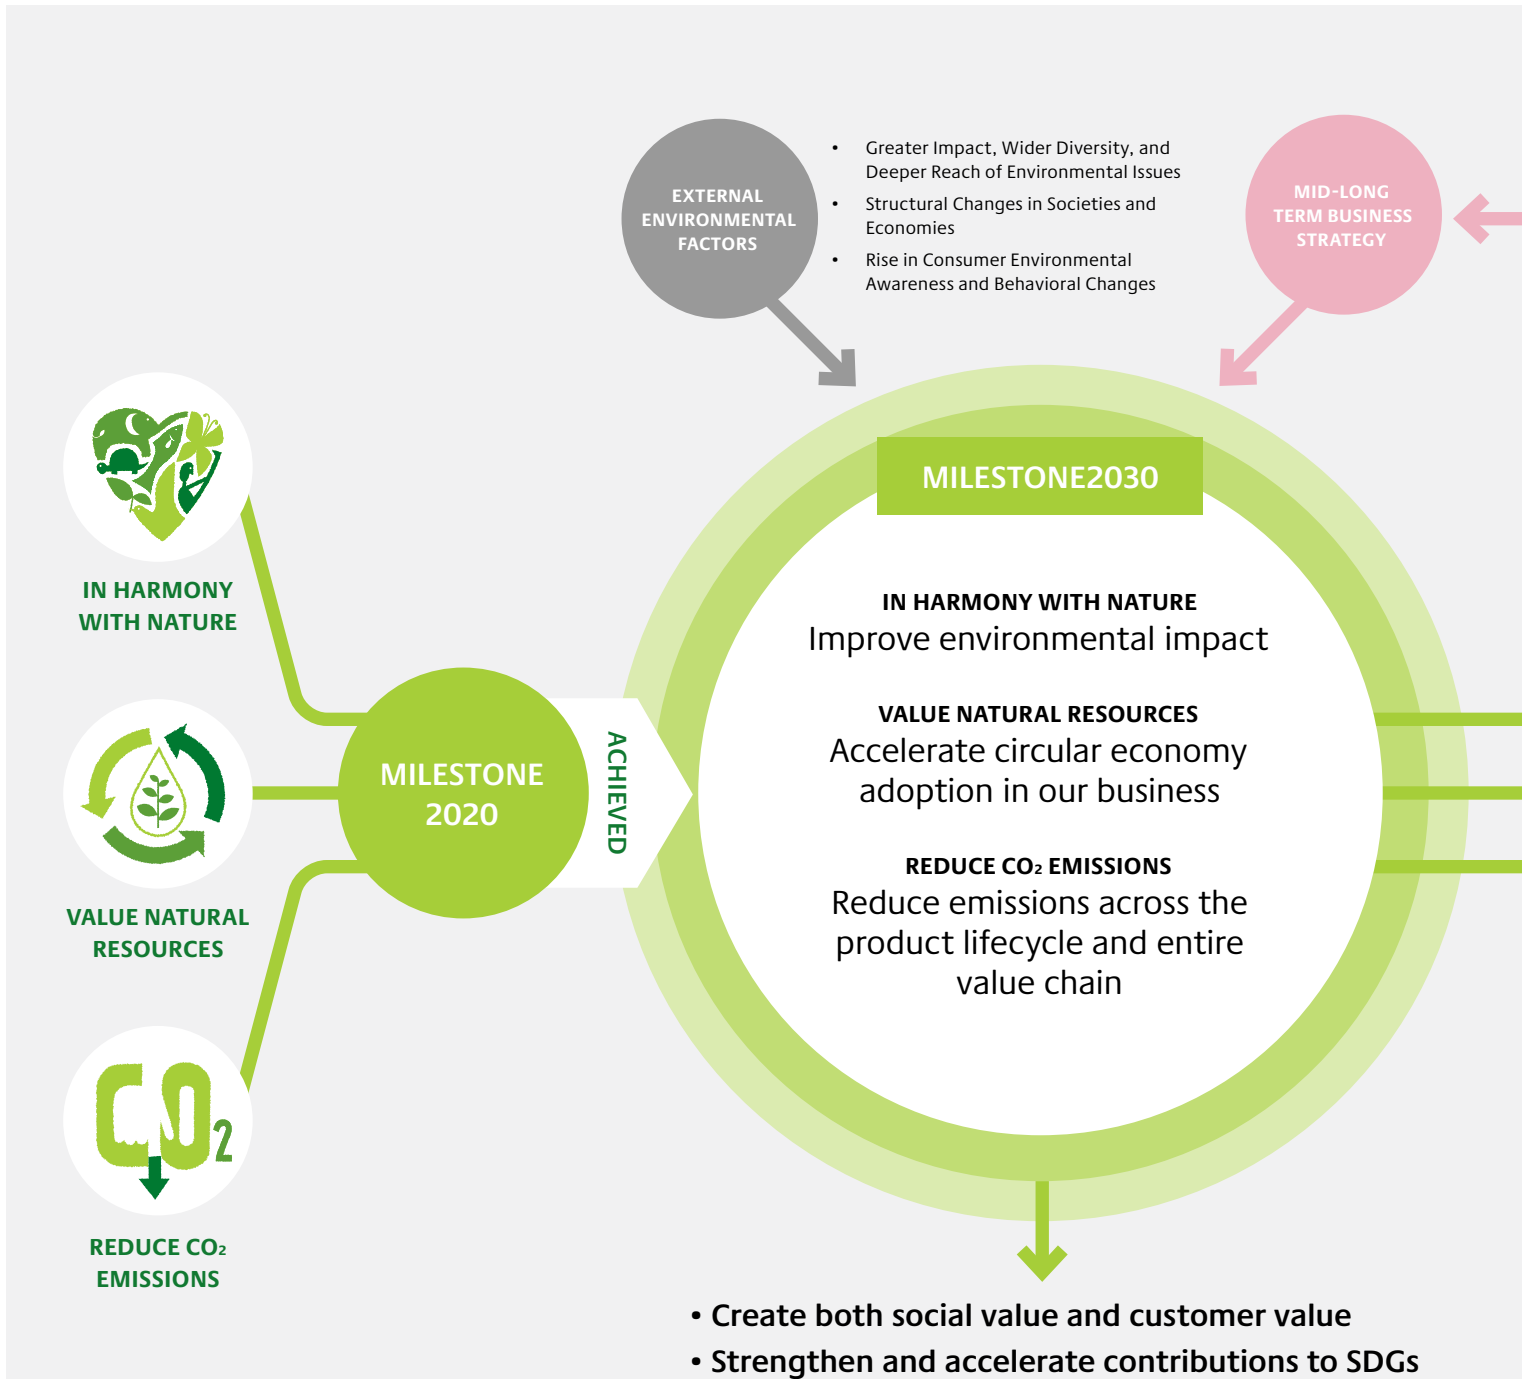 EXTERNAL
ENVIRONMENTAL
FACTORS
• Greater Impact, Wider Diversity, and
Deeper Reach of Environmental Issues
• Structural Changes in Societies and
Economies
• Rise in Consumer Environmental
Awareness and Behavioral Changes
MID-LONG
TERM BUSINESS
STRATEGY
IN HARMONY
WITH NATURE
VALUE NATURAL
RESOURCES
CO2
REDUCE CO₂
EMISSIONS
MILESTONE
2020
ACHIEVED
MILESTONE2030
IN HARMONY WITH NATURE
Improve environmental impact
VALUE NATURAL RESOURCES
Accelerate circular economy
adoption in our business
REDUCE CO₂ EMISSIONS
Reduce emissions across the
product lifecycle and entire
value chain
• Create both social value and customer value
• Strengthen and accelerate contributions to SDGs